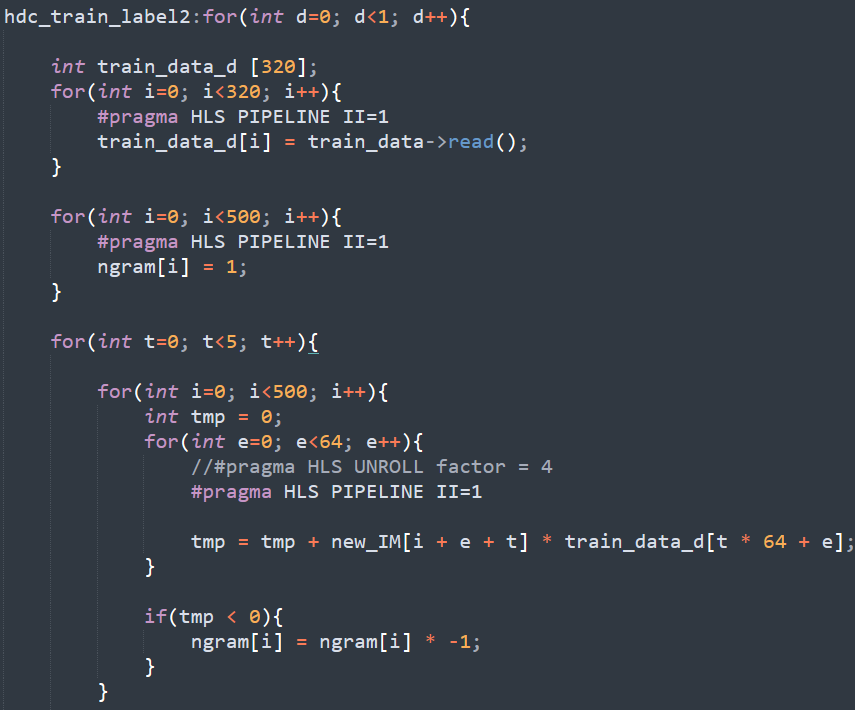 hdc_train_label2:for(int d=0; d<1; d++){
int train_data_d [320];
for(int i=0; i<320; i++){
#pragma HLS PIPELINE II=1
train_data_d[i] = train_data->read();
}
for(int i=0; i<500; i++){
#pragma HLS PIPELINE II=1
ngram[i] = 1;
}
for(int t=0; t<5; t++){
for(int i=0; i<500; i++){
int tmp = 0;
for(int e=0; e<64; e++){
//#pragma HLS UNROLL factor = 4
#pragma HLS PIPELINE II=1
tmp = tmp + new_IM[i + e + t] * train_data_d[t * 64 + e];
}
if(tmp < 0){
ngram[i] = ngram[i] * -1;
}
}